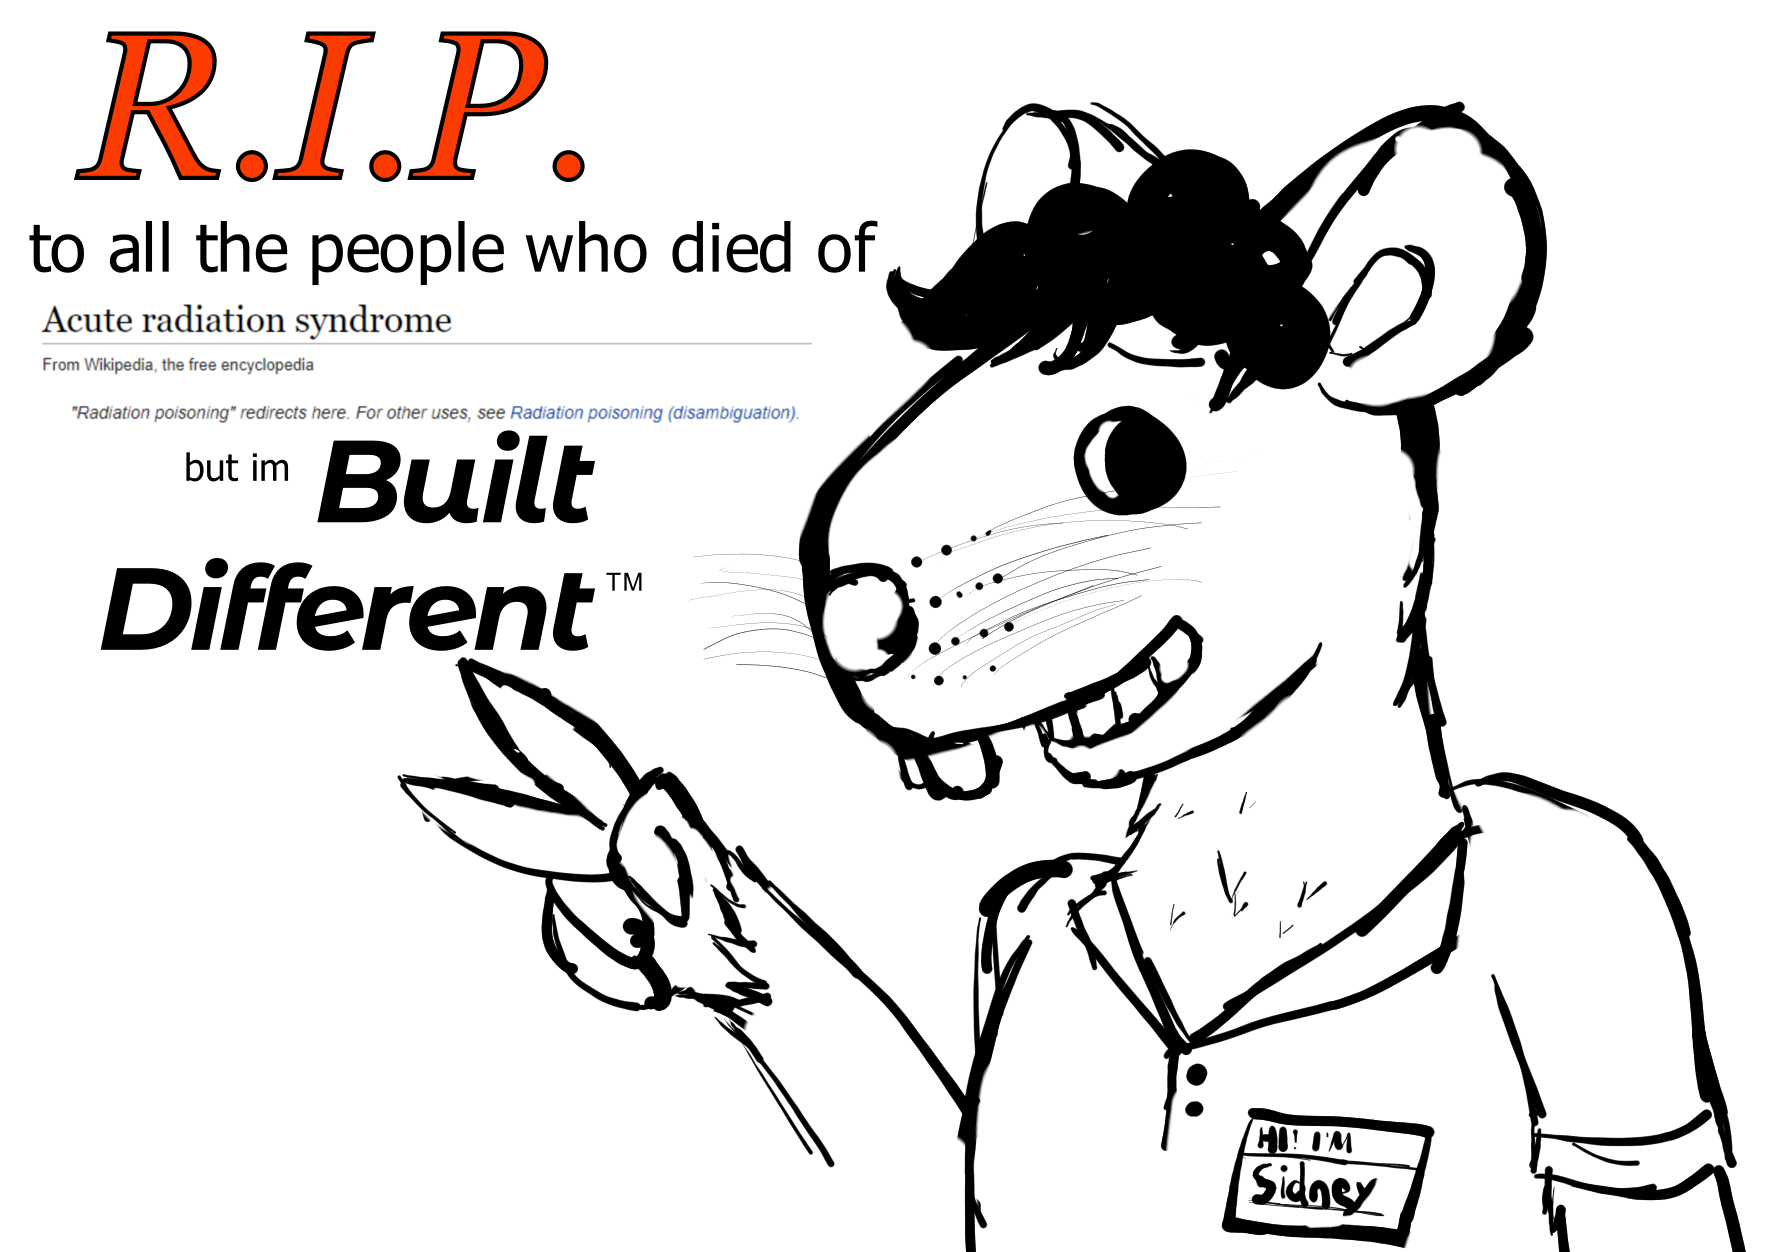 R.I.P.
to all the people who died of
Acute radiation syndrome
From Wikipedia, the free encyclopedia
"Radiation poisoning" redirects here. For other uses, see Radiation poisoning (disambiguation).
but im Built
Different™
HI! I'M
Sidney